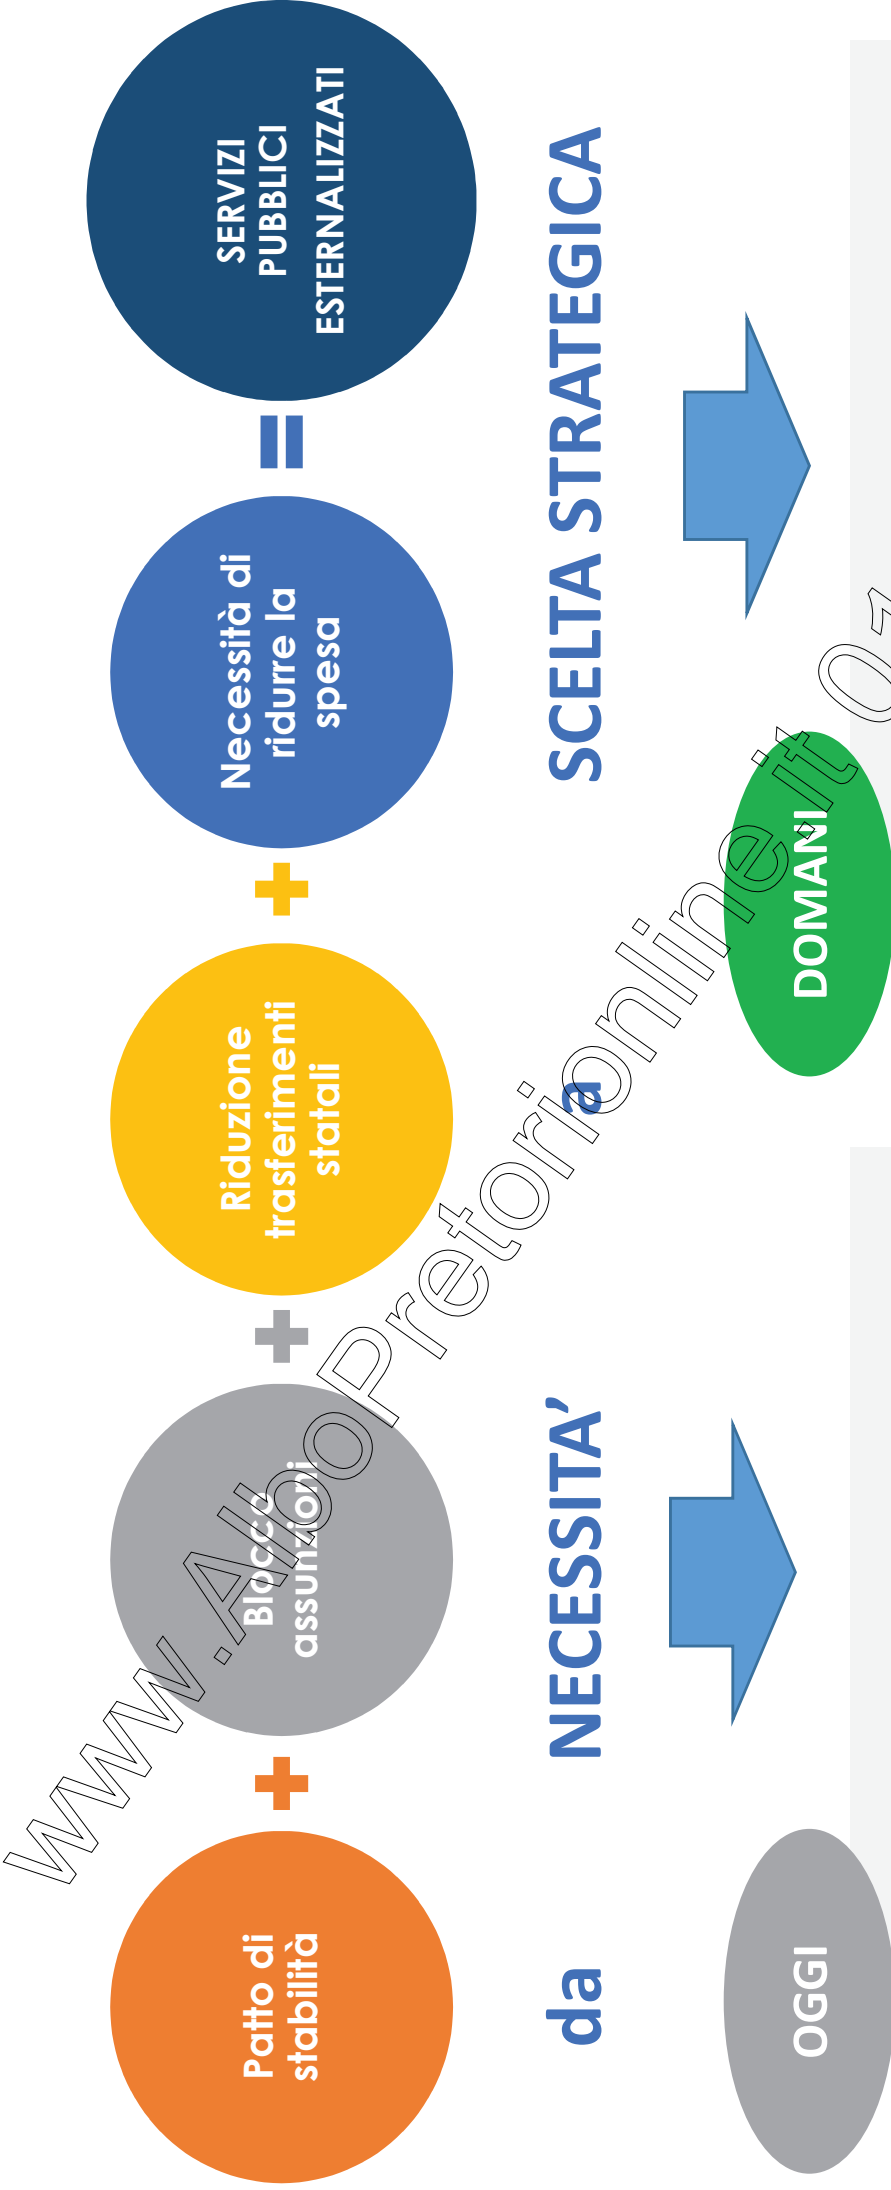 Patto di
stabilità
+
Blocco
assunzioni
+
Riduzione
trasferimenti
statali
+
Necessità di
ridurre la
spesa
=
SERVIZI
PUBBLICI
ESTERNALIZZATI
da NECESSITA’ a SCELTA STRATEGICA
OGGI
DOMANI
www.AlboPretorionline.it 01